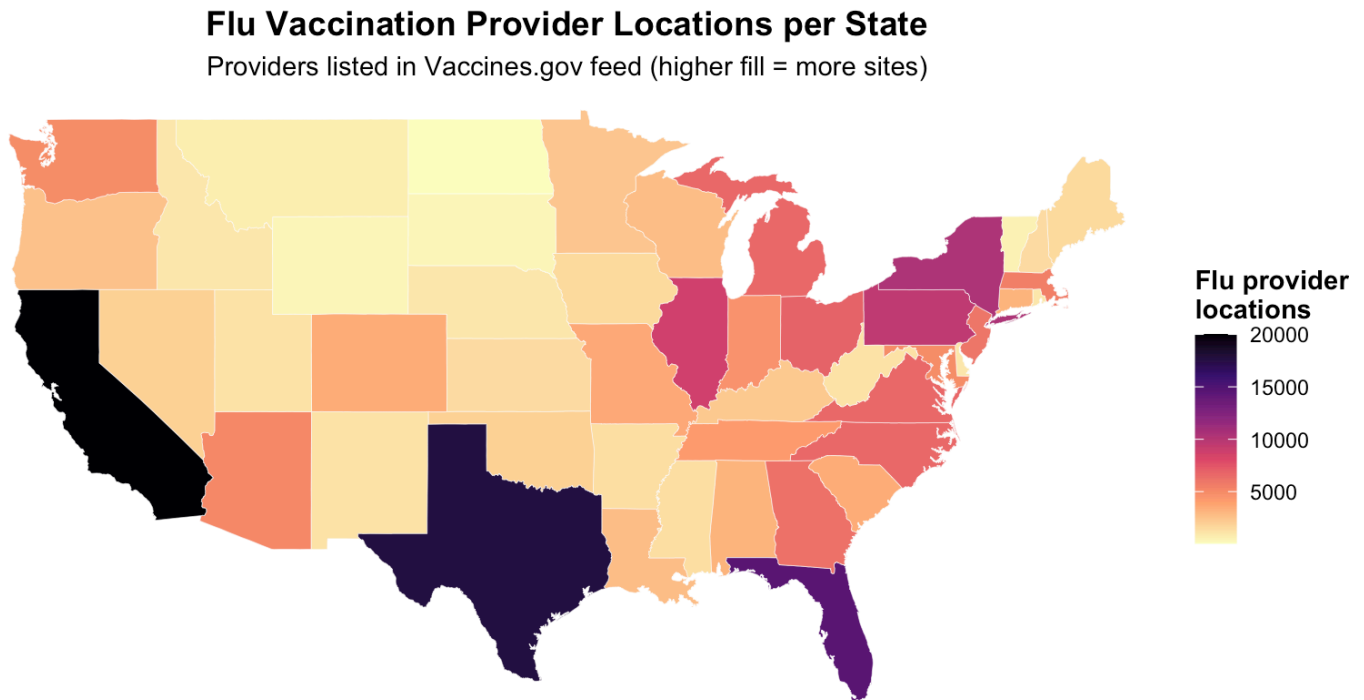 Flu Vaccination Provider Locations per State
Providers listed in Vaccines.gov feed (higher fill = more sites)
Flu provider
locations
20000
15000
10000
5000